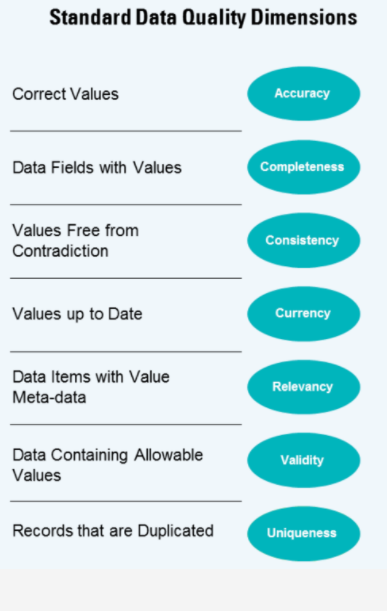 Standard Data Quality Dimensions
Correct Values
Accuracy
Data Fields with Values
Completeness
Values Free from
Contradiction
Consistency
Values up to Date
Currency
Data Items with Value
Meta-data
Relevancy
Data Containing Allowable
Values
Validity
Records that are Duplicated
Uniqueness